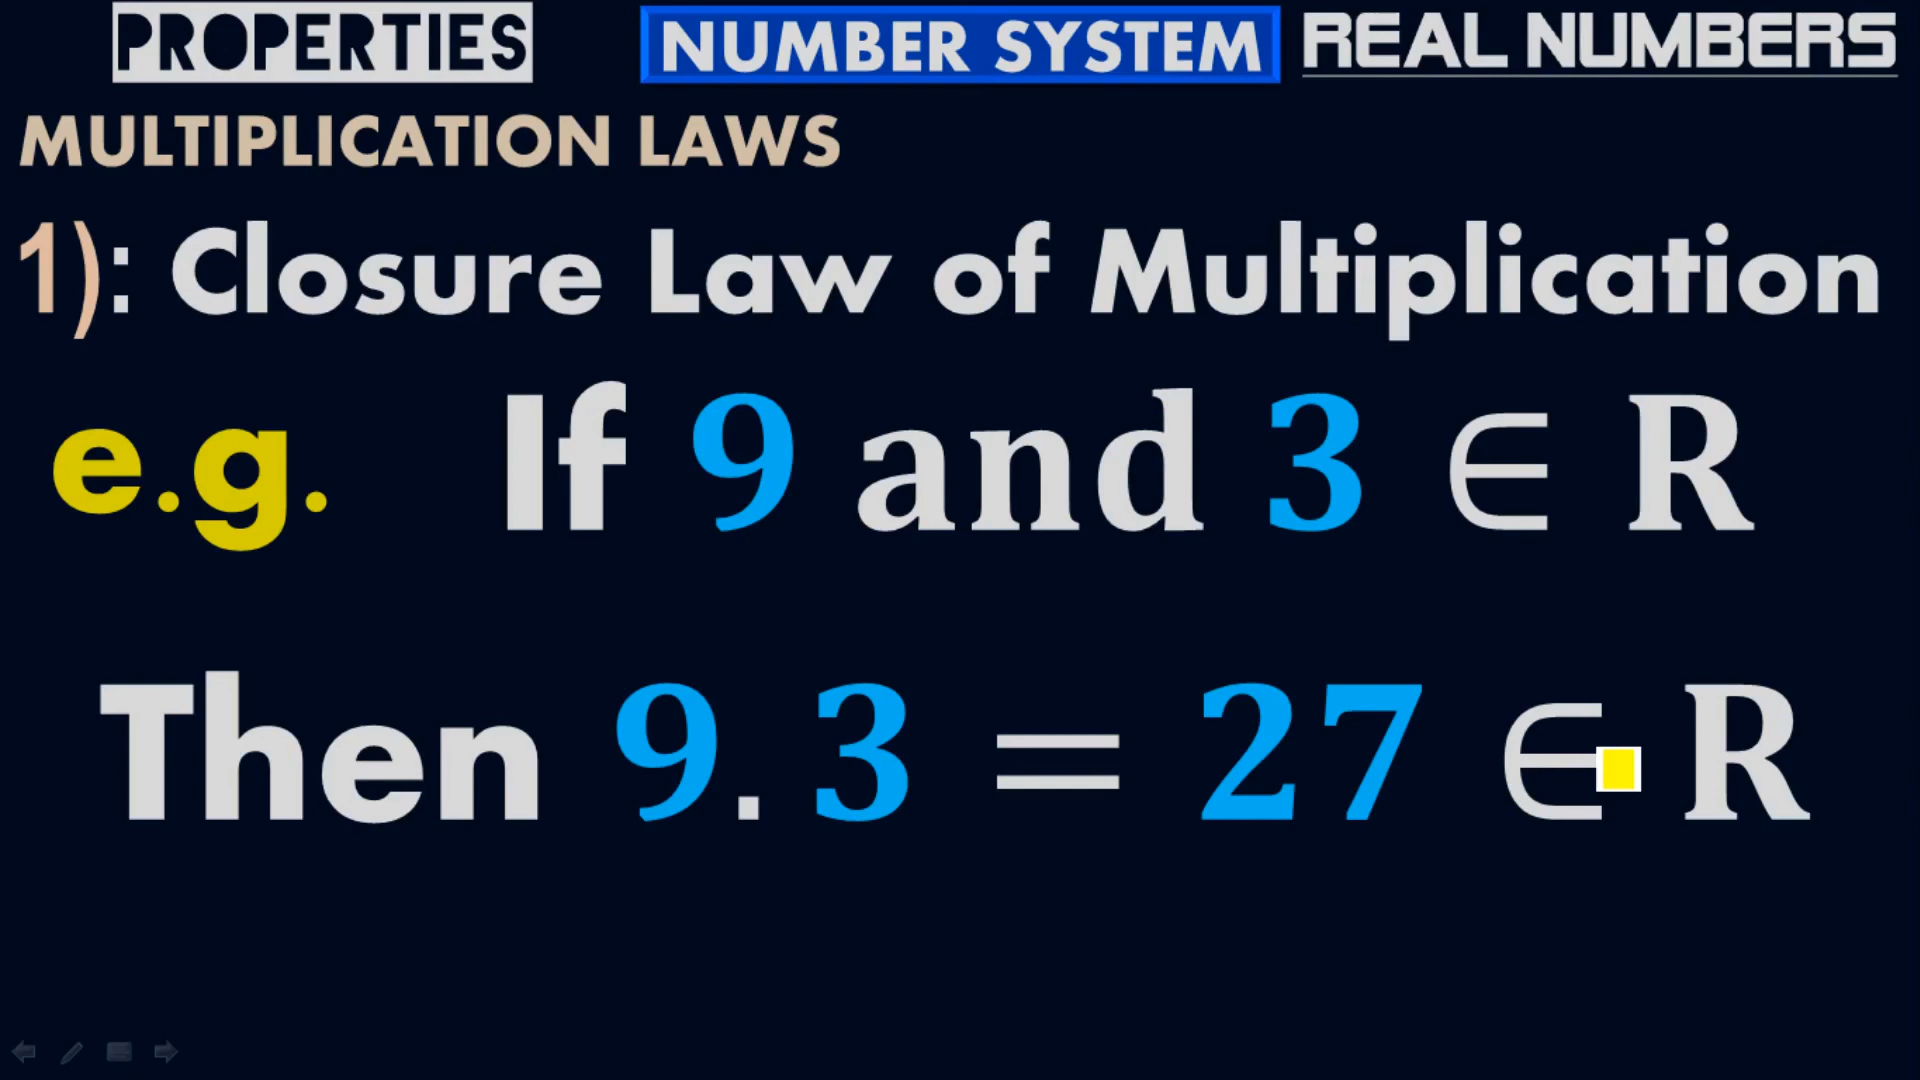 PROPERTIES NUMBER SYSTEM REAL NUMBERS
MULTIPLICATION LAWS
1): Closure Law of Multiplication
e.g. If 9 and 3 ∈ R
Then 9. 3 = 27 ∈ R